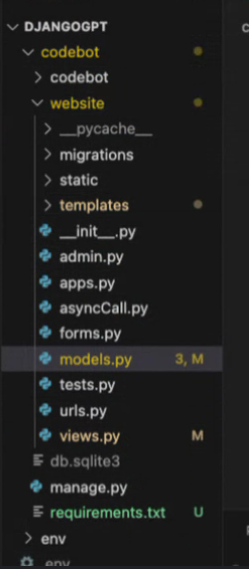 DJANGOGPT
codebot
codebot
website
__pycache__
migrations
static
templates
__init__.py
admin.py
apps.py
asyncCall.py
forms.py
models.py 3, M
tests.py
urls.py
views.py M
db.sqlite3
manage.py
requirements.txt U
env
.env